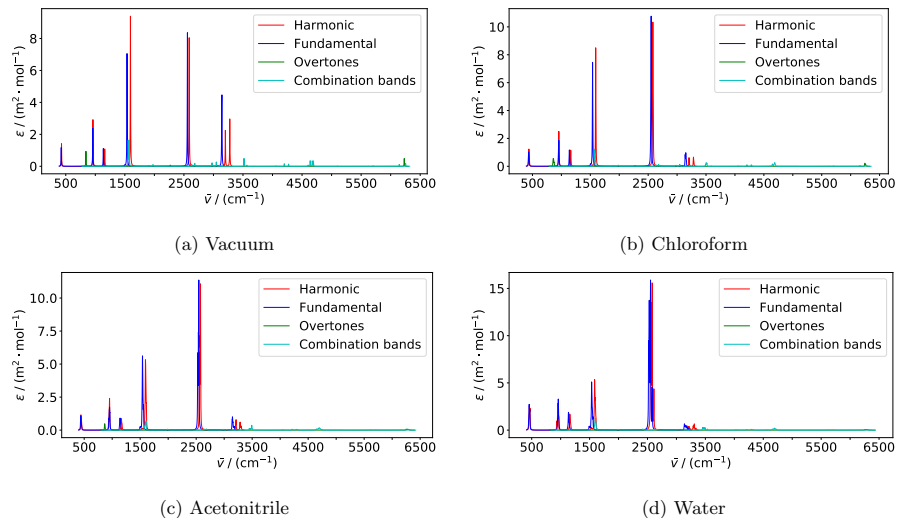 Harmonic
Fundamental
Overtones
Combination bands
8
6
4
2
0
ε / (m² · mol⁻¹)
500 1500 2500 3500 4500 5500 6500
ṽ / (cm⁻¹)
(a) Vacuum
Harmonic
Fundamental
Overtones
Combination bands
10
8
6
4
2
0
ε / (m² · mol⁻¹)
500 1500 2500 3500 4500 5500 6500
ṽ / (cm⁻¹)
(b) Chloroform
Harmonic
Fundamental
Overtones
Combination bands
10.0
7.5
5.0
2.5
0.0
ε / (m² · mol⁻¹)
500 1500 2500 3500 4500 5500 6500
ṽ / (cm⁻¹)
(c) Acetonitrile
Harmonic
Fundamental
Overtones
Combination bands
15
10
5
0
ε / (m² · mol⁻¹)
500 1500 2500 3500 4500 5500 6500
ṽ / (cm⁻¹)
(d) Water